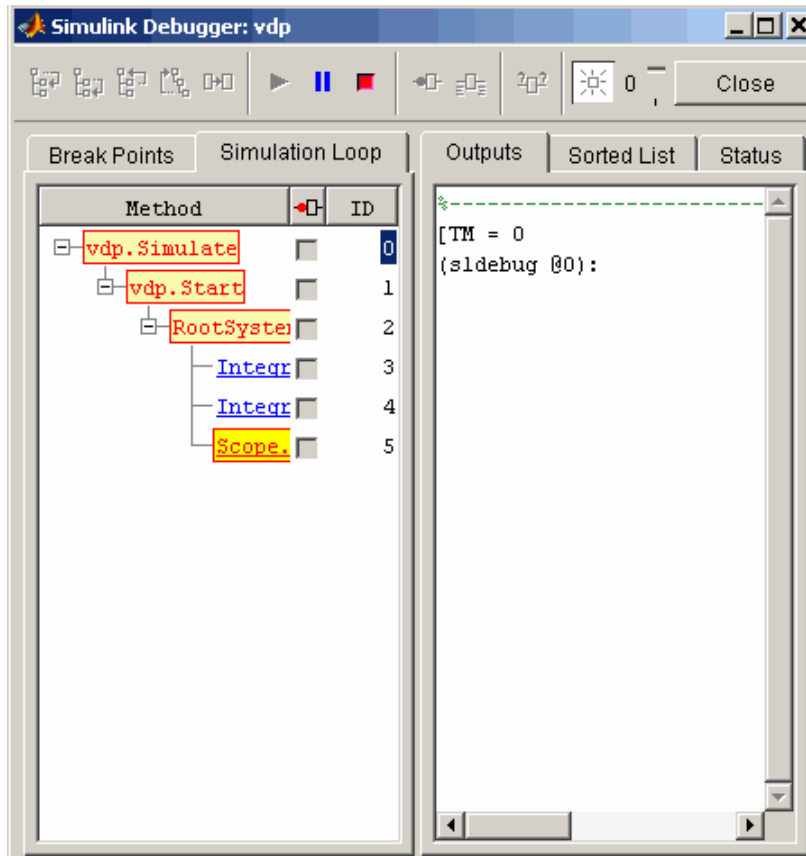 Simulink Debugger: vdp
?? 0 Close
Break Points Simulation Loop Outputs Sorted List Status
Method ID
vdp.Simulate 0
vdp.Start 1
RootSyste 2
Integr 3
Integr 4
Scope. 5
%--------------------------
[TM = 0
(sldebug @0):